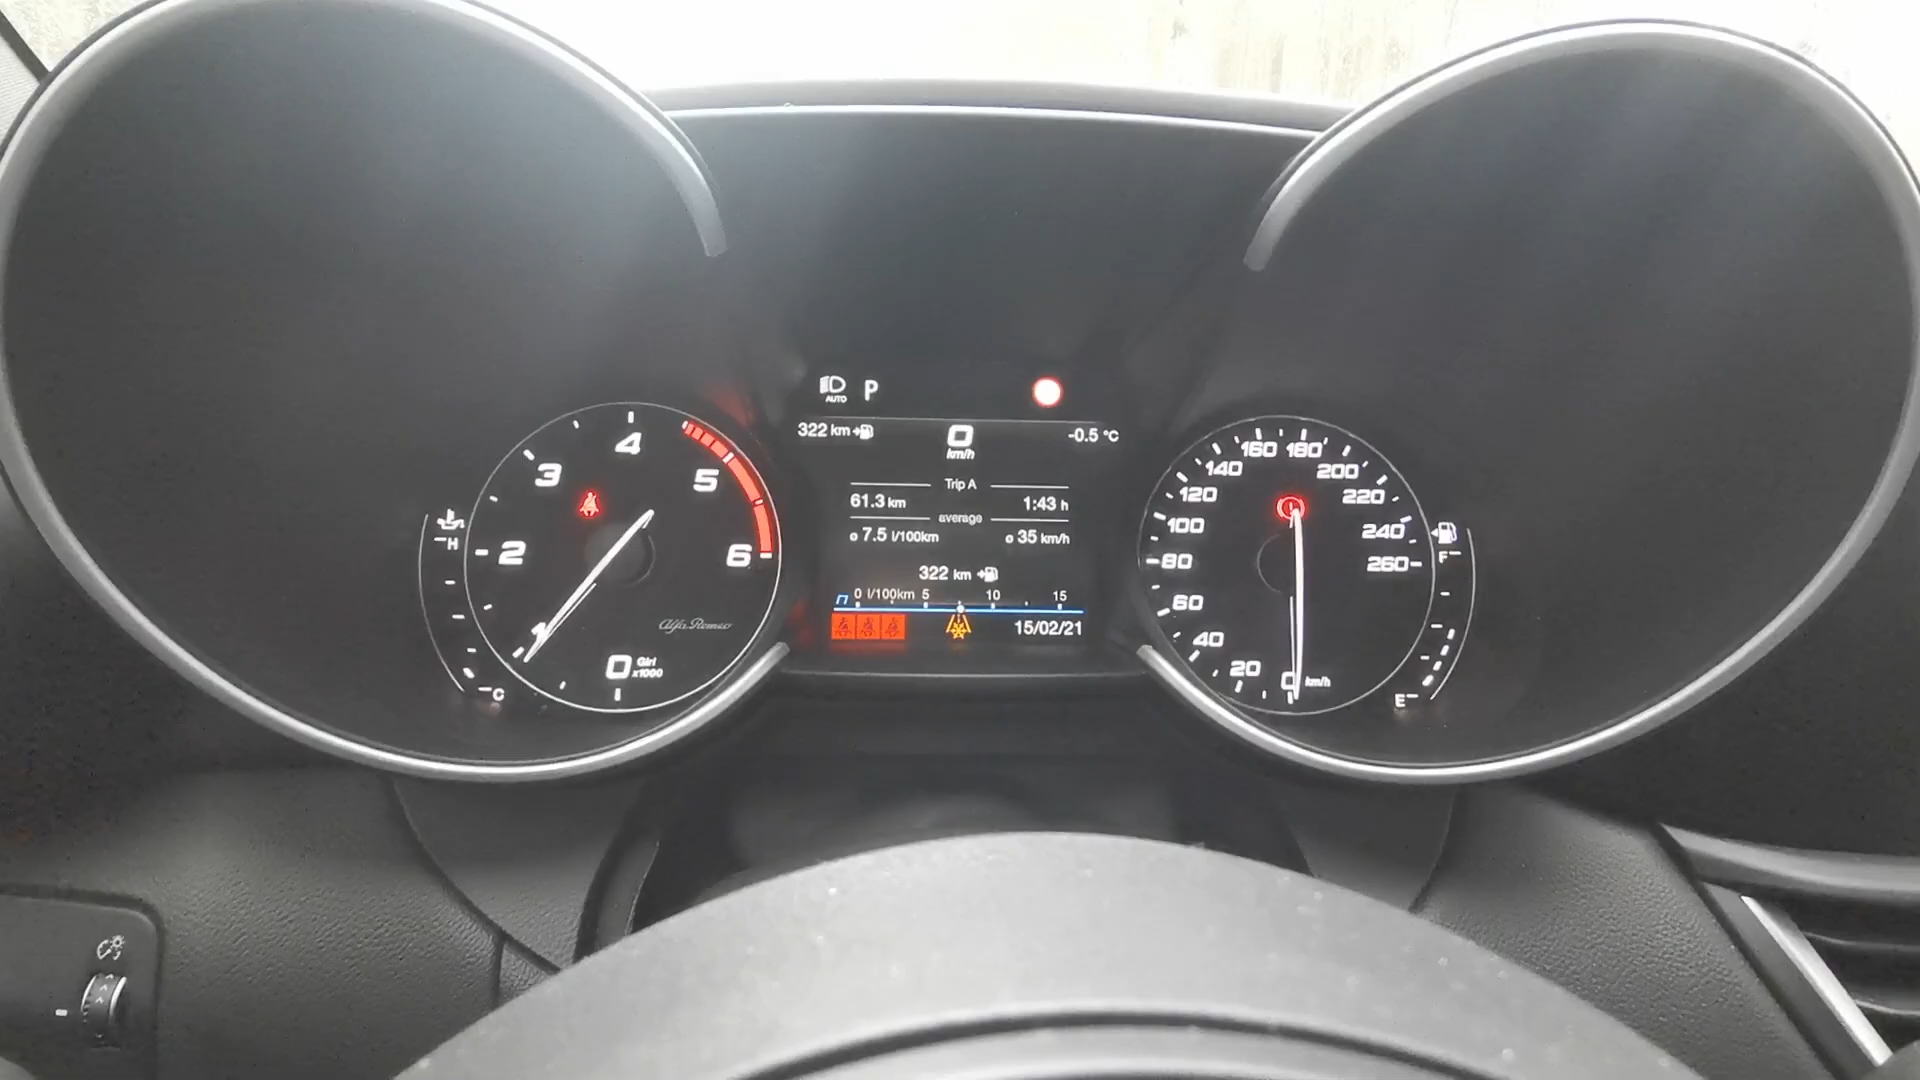 AUTO P
322 km
0
km/h
-0.5 °C
Trip A
61.3 km 1:43 h
average
ø 7.5 l/100km ø 35 km/h
322 km
0 l/100km 5 10 15
15/02/21
H
C
0
1
2
3
4
5
6
Giri
x1000
Alfa Romeo
0
km/h
20
40
60
80
100
120
140
160
180
200
220
240
260
F
E